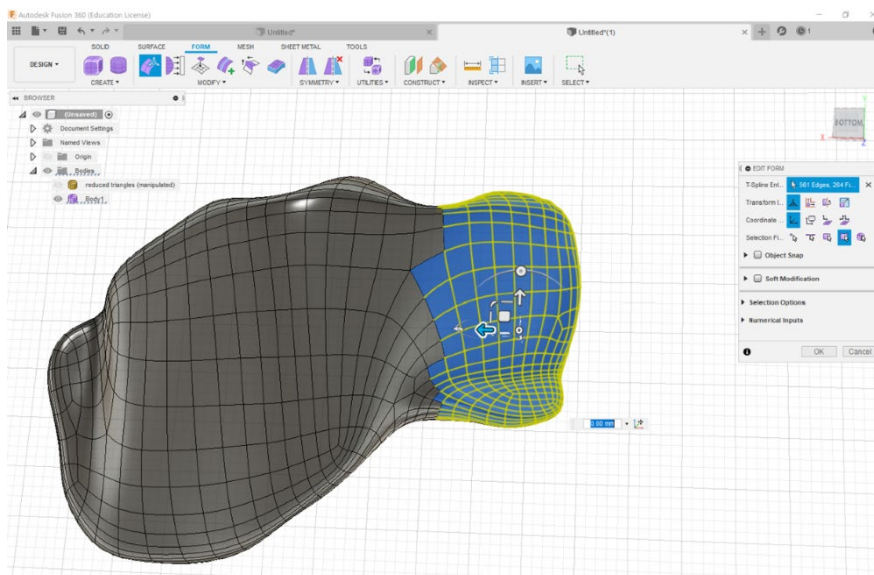 Autodesk Fusion 360 (Education License)
Untitled*
Untitled*(1)
1
SOLID SURFACE FORM MESH SHEET METAL TOOLS
DESIGN
CREATE MODIFY SYMMETRY UTILITIES CONSTRUCT INSPECT INSERT SELECT
BROWSER
(Unsaved)
Document Settings
Named Views
Origin
Bodies
reduced triangles (manipulated)
Body1
BOTTOM
X
Y
Z
EDIT FORM
T-Spline Ent... 561 Edges, 264 F...
Transform ...
Coordinate ...
Selection Fi...
Object Snap
Soft Modification
Selection Options
Numerical Inputs
OK Cancel
0.00 mm